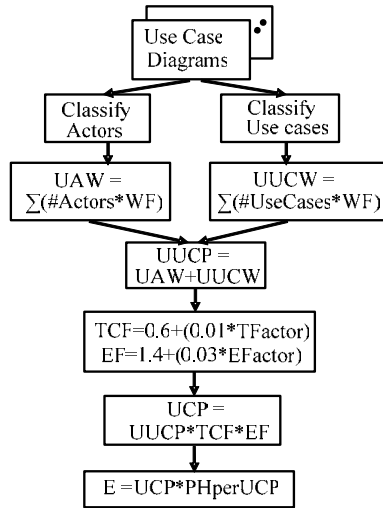 Use Case
Diagrams
Classify
Actors
Classify
Use cases
UAW =
∑(#Actors*WF)
UUCW =
∑(#UseCases*WF)
UUCP =
UAW+UUCW
TCF=0.6+(0.01*TFactor)
EF=1.4+(0.03*EFactor)
UCP =
UUCP*TCF*EF
E =UCP*PHperUCP